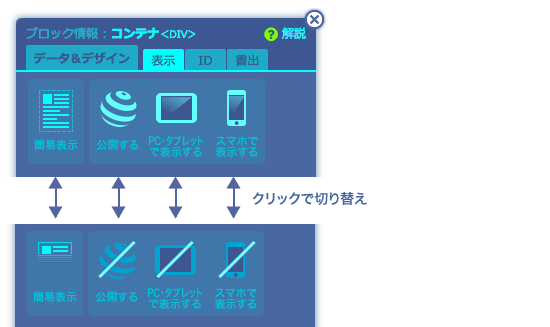 ブロック情報：コンテナ<DIV>
? 解説
データ&デザイン 表示 ID 書出
簡易表示 公開する PC・タブレットで表示する スマホで表示する
クリックで切り替え
簡易表示 公開する PC・タブレットで表示する スマホで表示する